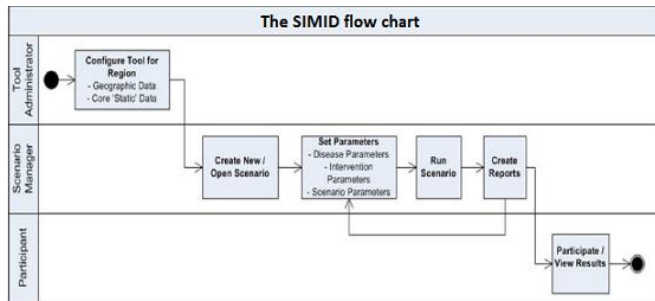 The SIMID flow chart
Tool
Administrator
Configure Tool for
Region
- Geographic Data
- Core 'Static' Data
Scenario
Manager
Create New /
Open Scenario
Set Parameters
- Disease Parameters
- Intervention
Parameters
- Scenario Parameters
Run
Scenario
Create
Reports
Participant
Participate /
View Results